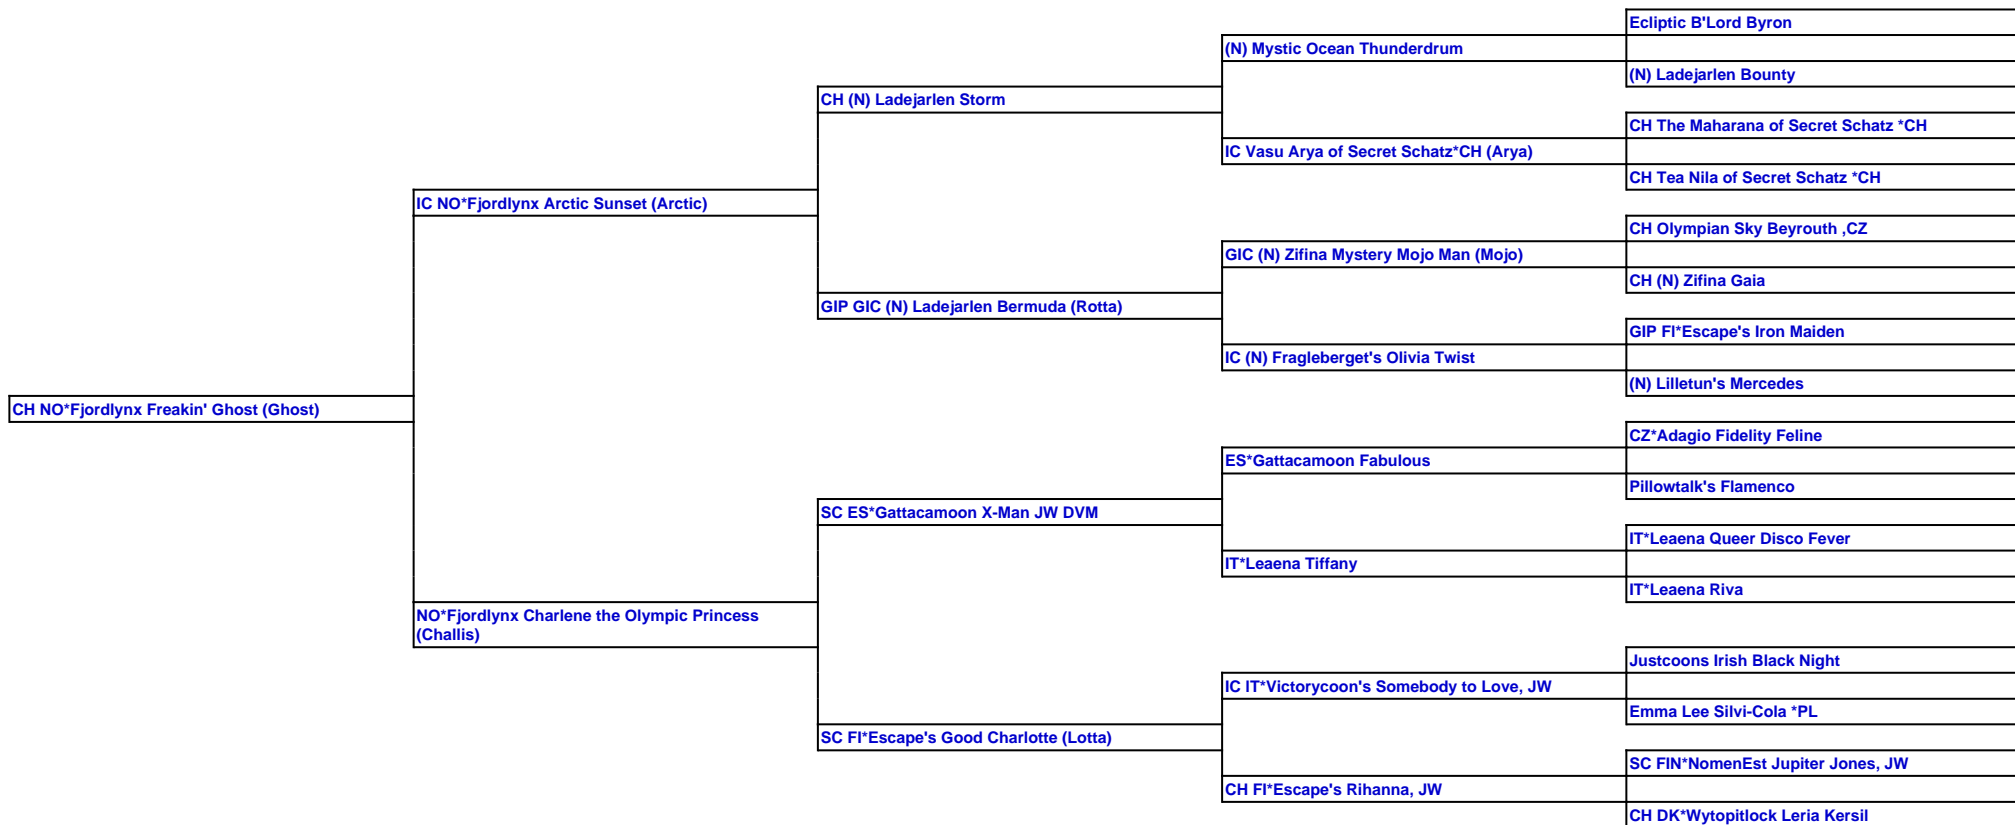 Ecliptic B'Lord Byron
(N) Mystic Ocean Thunderdrum
(N) Ladejarlen Bounty
CH (N) Ladejarlen Storm
CH The Maharana of Secret Schatz *CH
IC Vasu Arya of Secret Schatz*CH (Arya)
CH Tea Nila of Secret Schatz *CH
IC NO*Fjordlynx Arctic Sunset (Arctic)
CH Olympian Sky Beyrouth ,CZ
GIC (N) Zifina Mystery Mojo Man (Mojo)
CH (N) Zifina Gaia
GIP GIC (N) Ladejarlen Bermuda (Rotta)
GIP FI*Escape's Iron Maiden
IC (N) Fragleberget's Olivia Twist
(N) Lilletun's Mercedes
CH NO*Fjordlynx Freakin' Ghost (Ghost)
CZ*Adagio Fidelity Feline
ES*Gattacamoon Fabulous
Pillowtalk's Flamenco
SC ES*Gattacamoon X-Man JW DVM
IT*Leaena Queer Disco Fever
IT*Leaena Tiffany
IT*Leaena Riva
NO*Fjordlynx Charlene the Olympic Princess
(Challis)
Justcoons Irish Black Night
IC IT*Victorycoon's Somebody to Love, JW
Emma Lee Silvi-Cola *PL
SC FI*Escape's Good Charlotte (Lotta)
SC FIN*NomenEst Jupiter Jones, JW
CH FI*Escape's Rihanna, JW
CH DK*Wytopitlock Leria Kersil